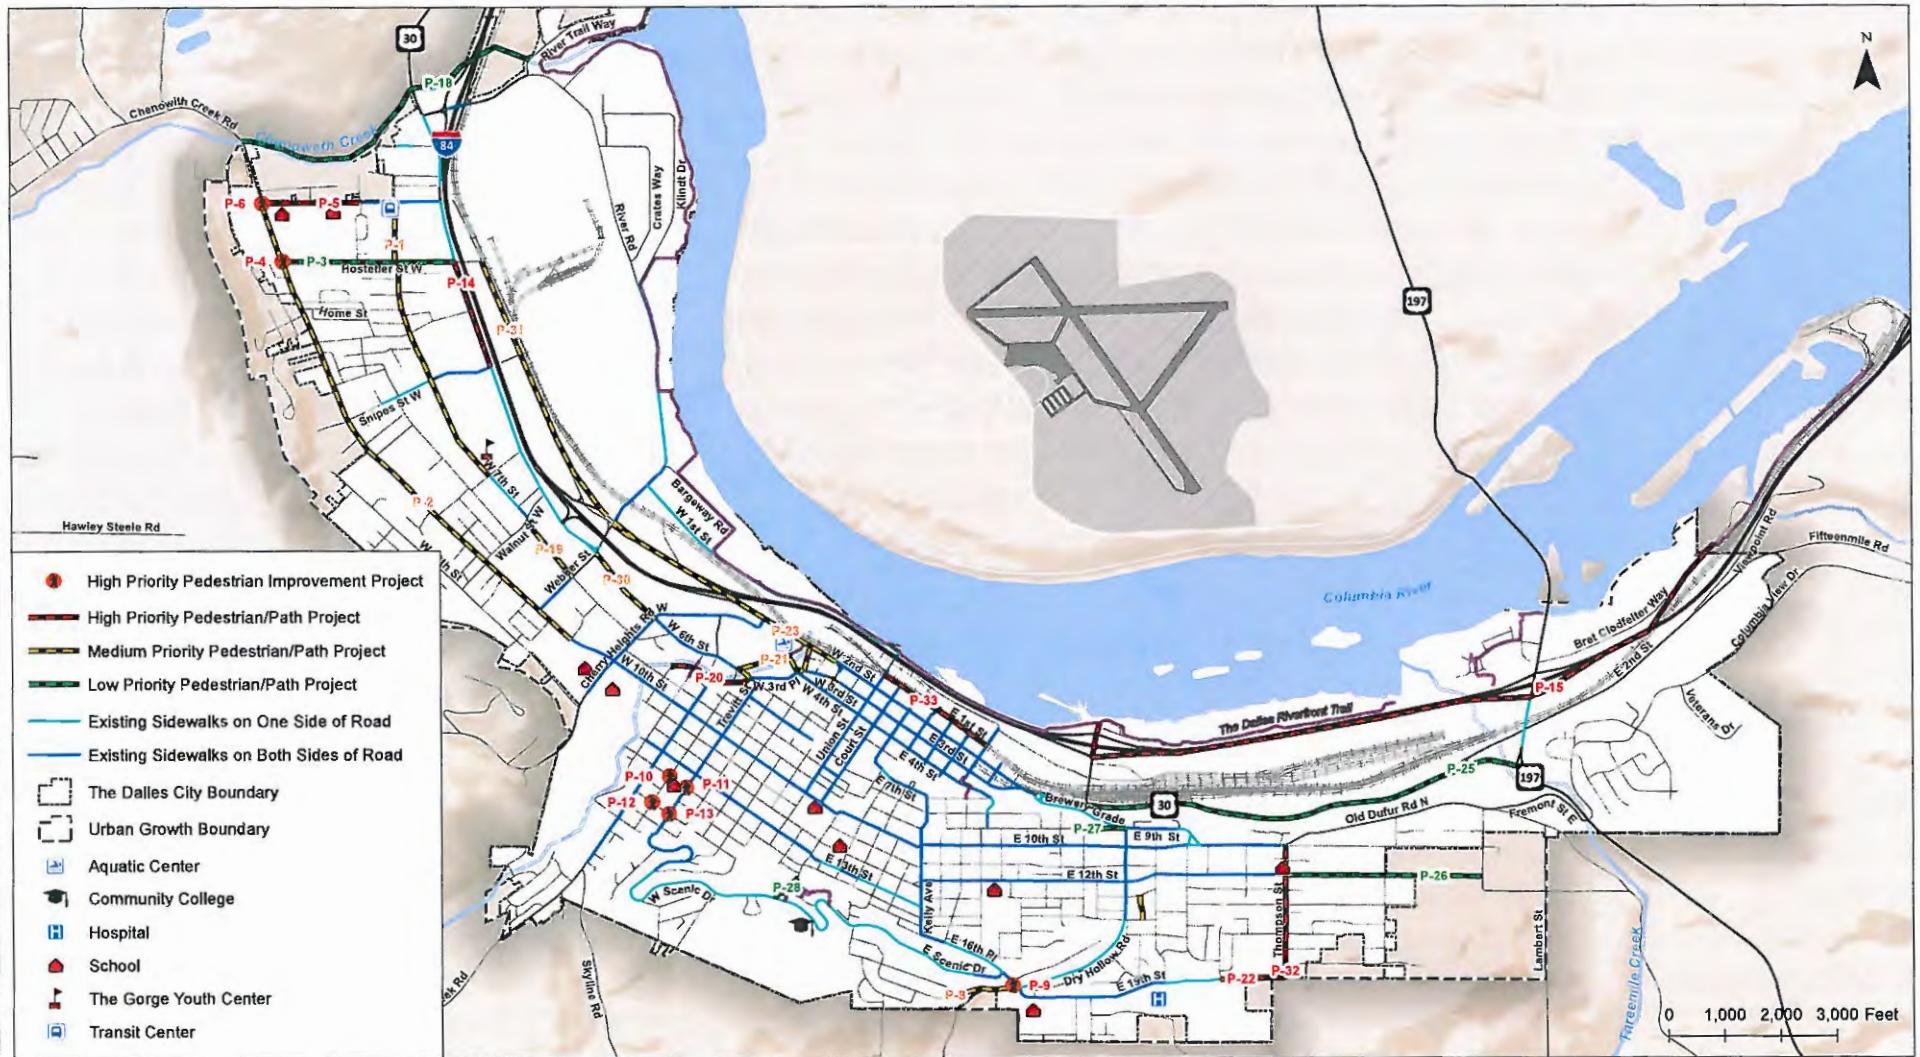 30
River Trail Way
N
P-18
Chenowith Creek Rd
Chenoweth Creek
84
Crates Way
Klindt Dr
P-6
P-5
River Rd
P-1
P-4
P-3
Hostetler St W
P-14
197
Home St
P-31
Snipes St W
W 7th St
P-2
Bargeway Rd
W 1st St
Walnut St W
Hawley Steele Rd
P-19
Webber St
P-30
Viewpoint Rd
Fifteenmile Rd
Columbia View Dr
Columbia River
Bret Clodfelter Way
E 2nd St
High Priority Pedestrian Improvement Project
High Priority Pedestrian/Path Project
Medium Priority Pedestrian/Path Project
Low Priority Pedestrian/Path Project
Existing Sidewalks on One Side of Road
Existing Sidewalks on Both Sides of Road
The Dalles City Boundary
Urban Growth Boundary
Aquatic Center
Community College
Hospital
School
The Gorge Youth Center
Transit Center
Cherry Heights Rd W
W 6th St
P-23
P-21
W 2nd St
W 10th St
P-20
W 3rd Pl
W 3rd St
W 4th St
Trevitt St
P-33
E 1st St
P-15
The Dalles Riverfront Trail
Veterans Dr
Union St
Court St
E 3rd St
E 4th St
P-10
P-11
P-12
P-13
E 7th St
P-25
197
Brewery Grade
30
Old Dufur Rd N
Fremont St E
P-27
E 9th St
E 10th St
E 13th St
E 12th St
P-26
P-28
W Scenic Dr
Kelly Ave
Thompson St
Lambert St
E 16th Pl
E Scenic Dr
Dry Hollow Rd
E 19th St
P-22
P-32
P-9
Skyline Rd
ek Rd
Threemile Creek
0 1,000 2,000 3,000 Feet